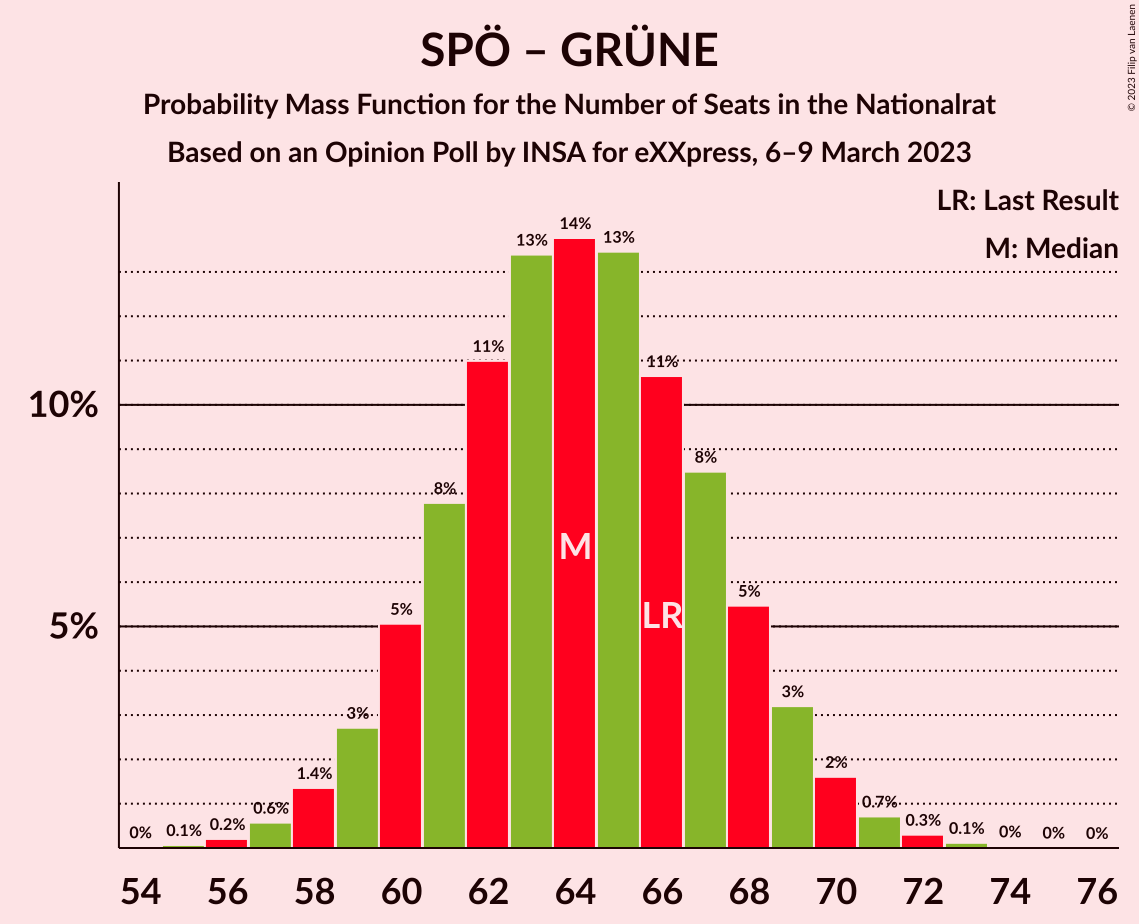 SPÖ – GRÜNE
Probability Mass Function for the Number of Seats in the Nationalrat
Based on an Opinion Poll by INSA for eXXpress, 6–9 March 2023
© 2023 Filip van Laenen
LR: Last Result
M: Median
10%
5%
0%
0.1%
0.2%
0.6%
1.4%
3%
5%
8%
11%
13%
14%
13%
11%
8%
5%
3%
2%
0.7%
0.3%
0.1%
0%
0%
0%
M
LR
54 56 58 60 62 64 66 68 70 72 74 76